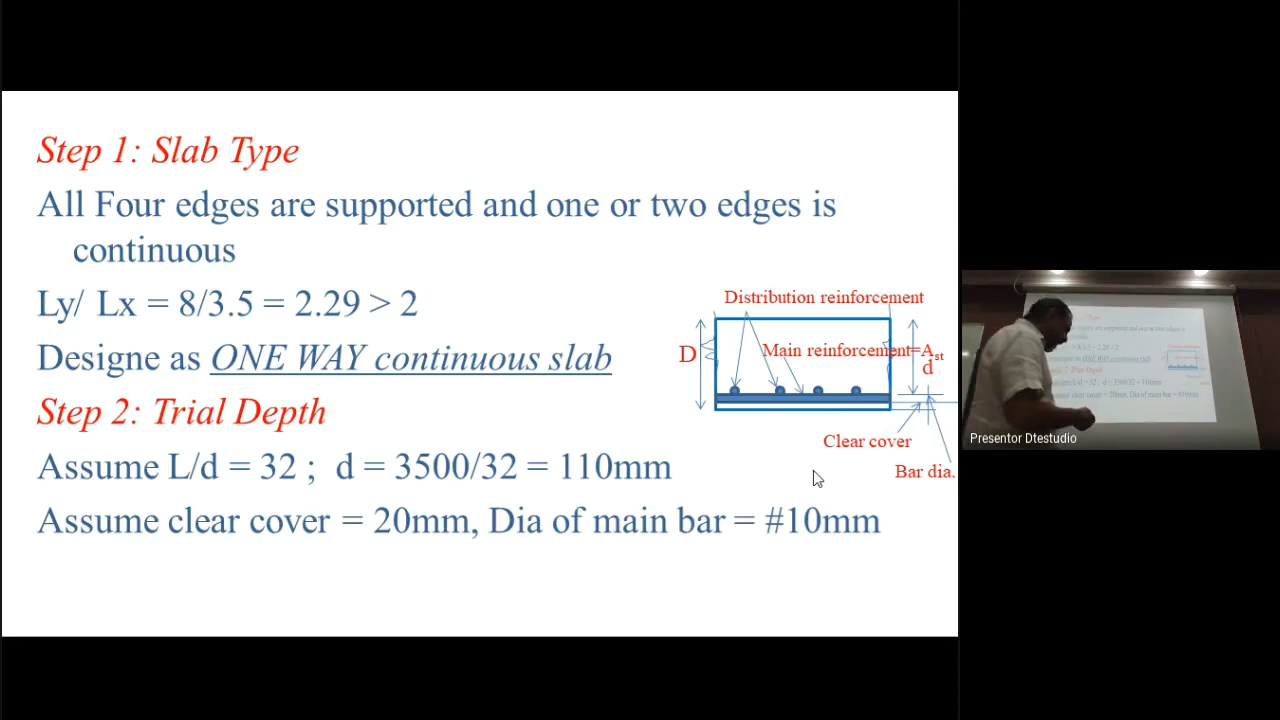 Step 1: Slab Type
All Four edges are supported and one or two edges is
continuous
Ly/ Lx = 8/3.5 = 2.29 > 2
Designe as ONE WAY continuous slab
Step 2: Trial Depth
Assume L/d = 32 ; d = 3500/32 = 110mm
Assume clear cover = 20mm, Dia of main bar = #10mm
Distribution reinforcement
D
Main reinforcement=Ast
d
Clear cover
Bar dia.
Presentor Dtestudio